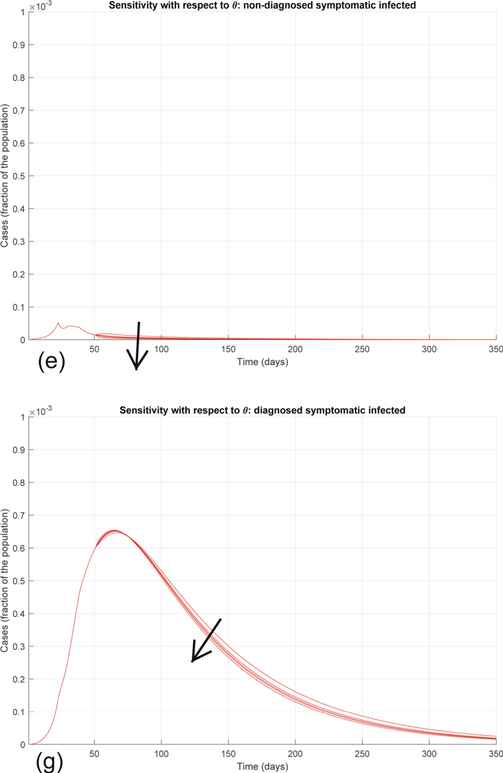 Sensitivity with respect to θ: non-diagnosed symptomatic infected
×10⁻³
1
0.9
0.8
0.7
0.6
0.5
0.4
0.3
0.2
0.1
0
Cases (fraction of the population)
50 100 150 200 250 300 350
Time (days)
(e)
Sensitivity with respect to θ: diagnosed symptomatic infected
×10⁻³
1
0.9
0.8
0.7
0.6
0.5
0.4
0.3
0.2
0.1
0
Cases (fraction of the population)
50 100 150 200 250 300 350
Time (days)
(g)